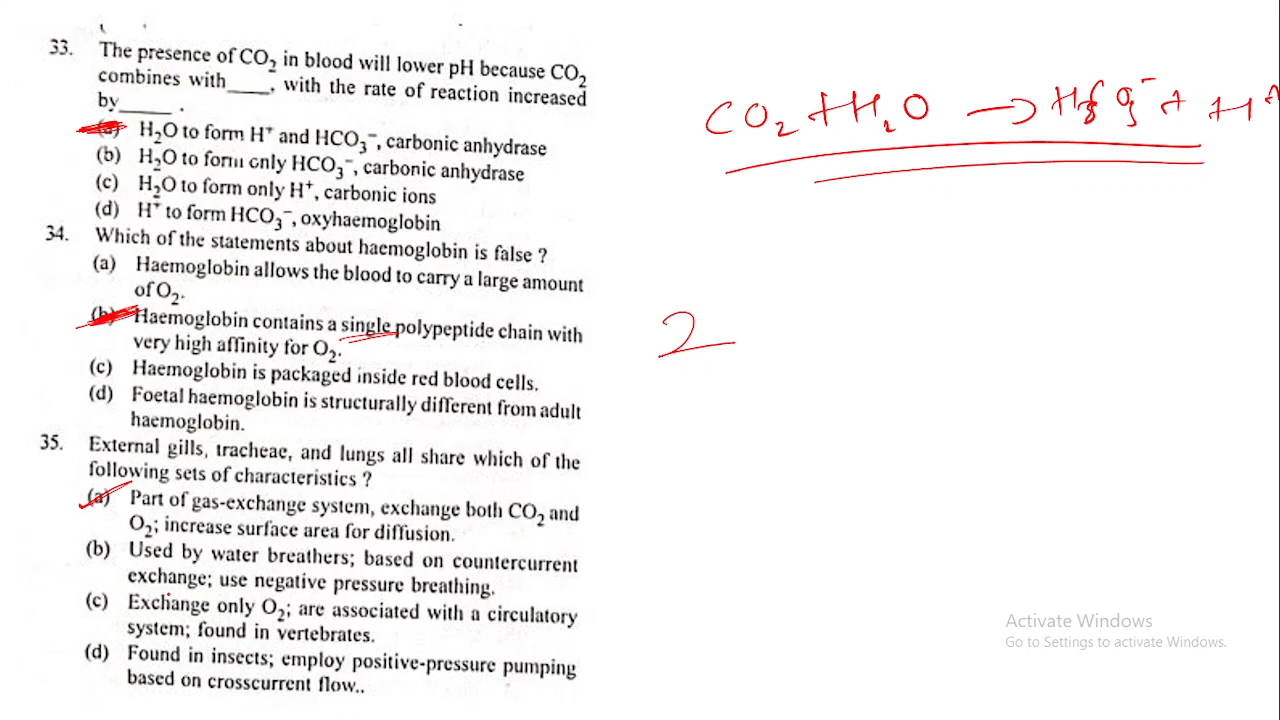 33. The presence of CO₂ in blood will lower pH because CO₂
combines with____, with the rate of reaction increased
by_____ .
(a) H₂O to form H⁺ and HCO₃⁻, carbonic anhydrase
(b) H₂O to form only HCO₃⁻, carbonic anhydrase
(c) H₂O to form only H⁺, carbonic ions
(d) H⁺ to form HCO₃⁻, oxyhaemoglobin
34. Which of the statements about haemoglobin is false ?
(a) Haemoglobin allows the blood to carry a large amount
of O₂.
(b) Haemoglobin contains a single polypeptide chain with
very high affinity for O₂.
(c) Haemoglobin is packaged inside red blood cells.
(d) Foetal haemoglobin is structurally different from adult
haemoglobin.
35. External gills, tracheae, and lungs all share which of the
following sets of characteristics ?
(a) Part of gas-exchange system, exchange both CO₂ and
O₂; increase surface area for diffusion.
(b) Used by water breathers; based on countercurrent
exchange; use negative pressure breathing.
(c) Exchange only O₂; are associated with a circulatory
system; found in vertebrates.
(d) Found in insects; employ positive-pressure pumping
based on crosscurrent flow..
CO₂ + H₂O → + H⁺
2
Activate Windows
Go to Settings to activate Windows.